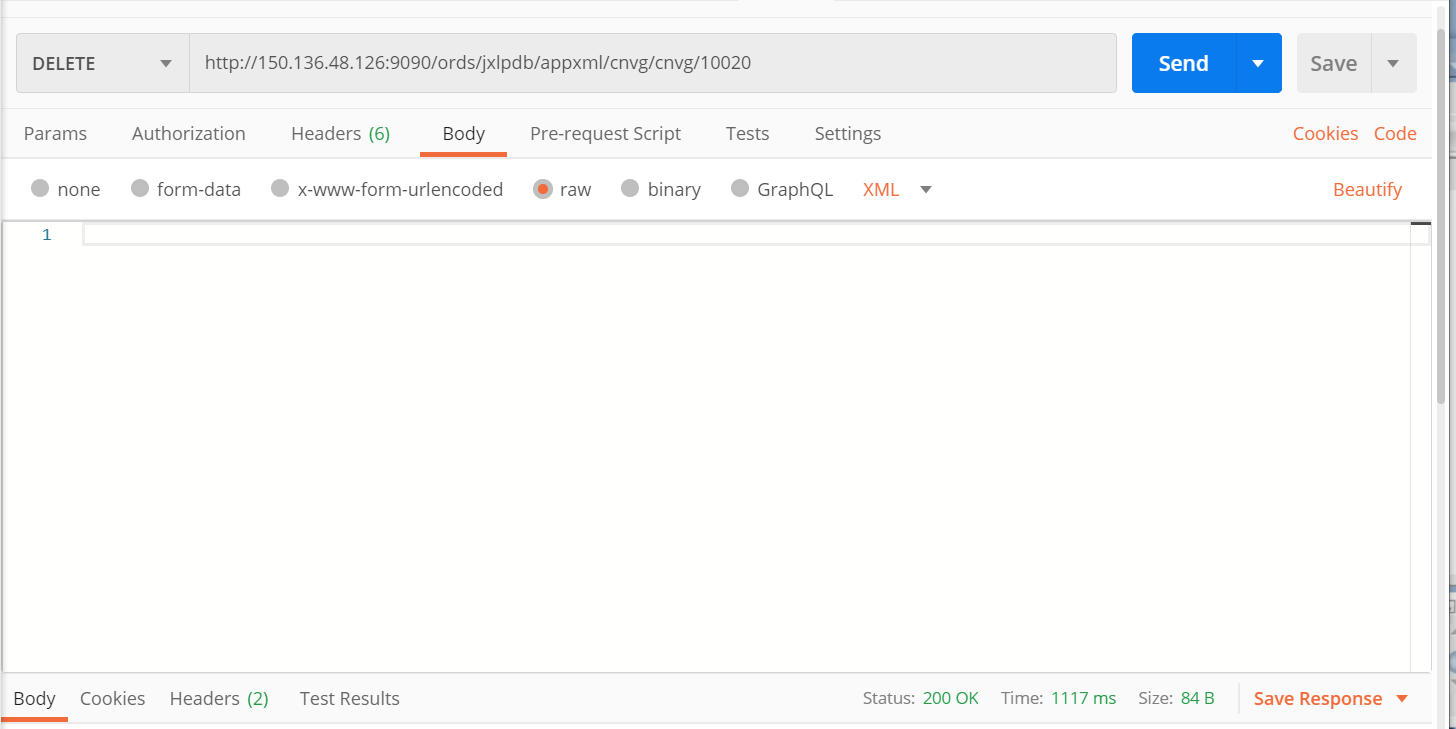 DELETE http://150.136.48.126:9090/ords/jxlpdb/appxml/cnvg/cnvg/10020 Send Save
Params Authorization Headers (6) Body Pre-request Script Tests Settings Cookies Code
none form-data x-www-form-urlencoded raw binary GraphQL XML Beautify
1
Body Cookies Headers (2) Test Results Status: 200 OK Time: 1117 ms Size: 84 B Save Response